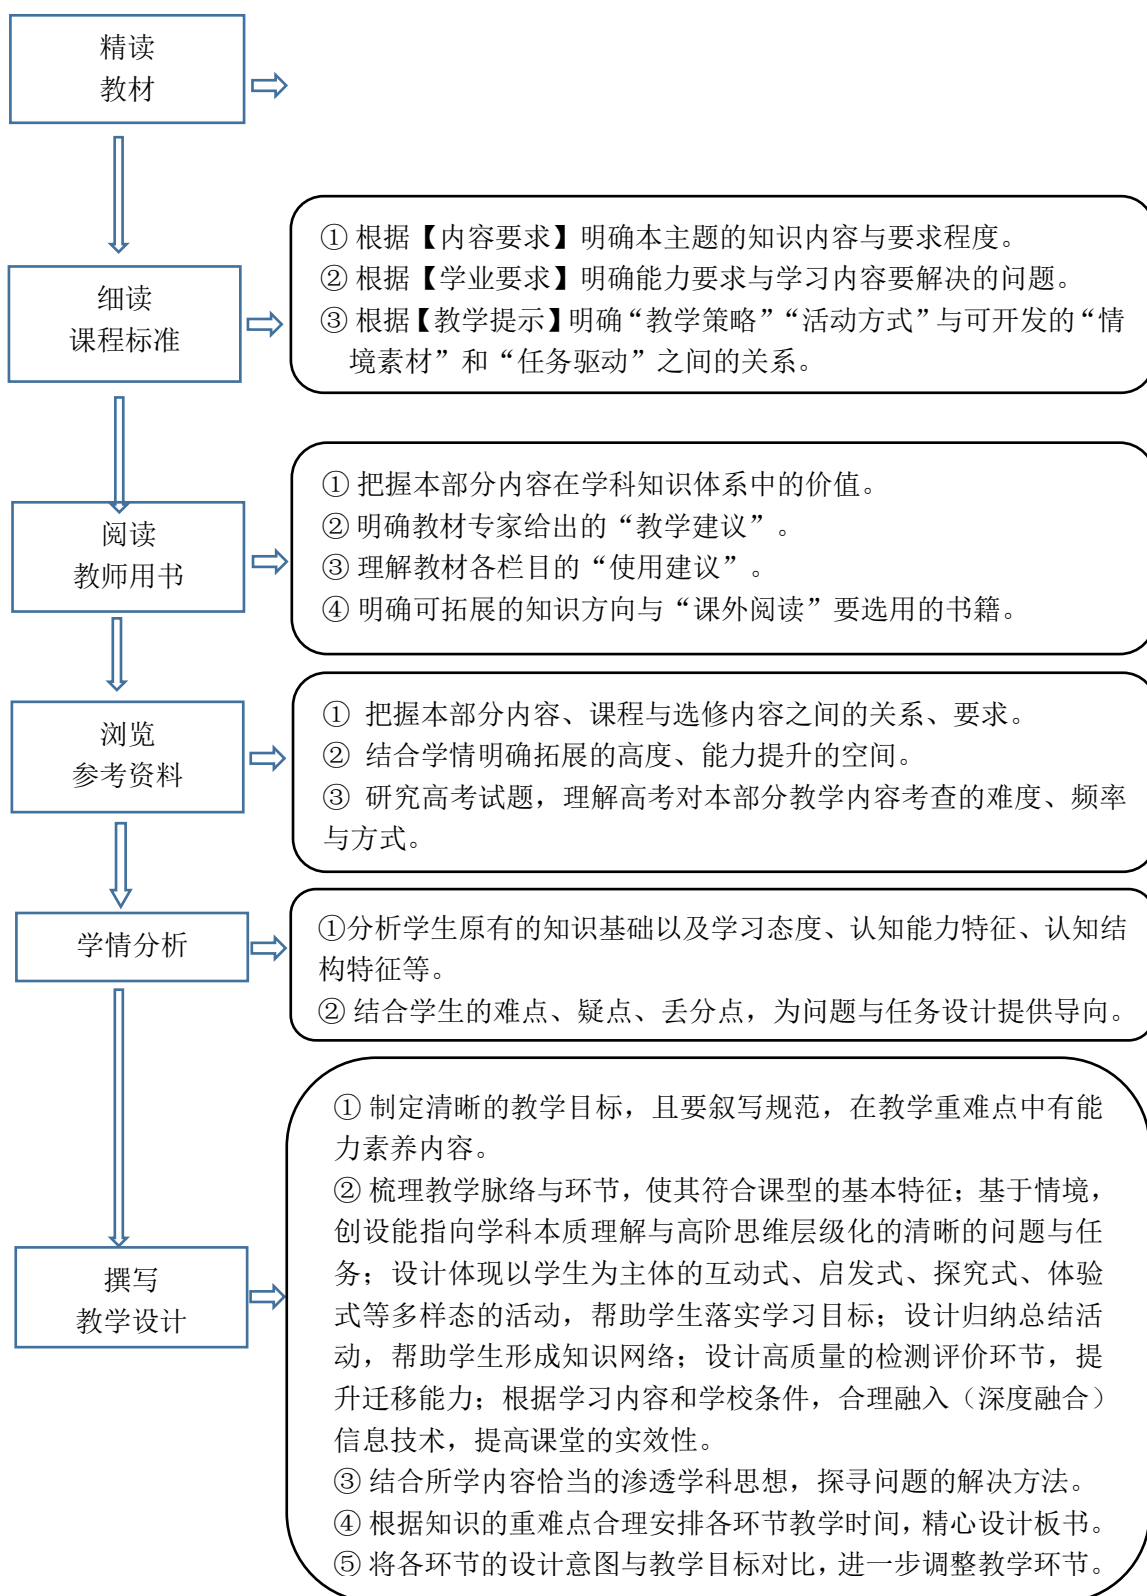 精读
教材
① 根据【内容要求】明确本主题的知识内容与要求程度。
② 根据【学业要求】明确能力要求与学习内容要解决的问题。
③ 根据【教学提示】明确“教学策略”“活动方式”与可开发的“情
境素材”和“任务驱动”之间的关系。
细读
课程标准
① 把握本部分内容在学科知识体系中的价值。
② 明确教材专家给出的“教学建议”。
③ 理解教材各栏目的“使用建议”。
④ 明确可拓展的知识方向与“课外阅读”要选用的书籍。
阅读
教师用书
① 把握本部分内容、课程与选修内容之间的关系、要求。
② 结合学情明确拓展的高度、能力提升的空间。
③ 研究高考试题，理解高考对本部分教学内容考查的难度、频率
与方式。
浏览
参考资料
①分析学生原有的知识基础以及学习态度、认知能力特征、认知结
构特征等。
② 结合学生的难点、疑点、丢分点，为问题与任务设计提供导向。
学情分析
① 制定清晰的教学目标，且要叙写规范，在教学重难点中有能
力素养内容。
② 梳理教学脉络与环节，使其符合课型的基本特征；基于情境，
创设能指向学科本质理解与高阶思维层级化的清晰的问题与任
务；设计体现以学生为主体的互动式、启发式、探究式、体验
式等多样态的活动，帮助学生落实学习目标；设计归纳总结活
动，帮助学生形成知识网络；设计高质量的检测评价环节，提
升迁移能力；根据学习内容和学校条件，合理融入（深度融合）
信息技术，提高课堂的实效性。
③ 结合所学内容恰当的渗透学科思想，探寻问题的解决方法。
④ 根据知识的重难点合理安排各环节教学时间，精心设计板书。
⑤ 将各环节的设计意图与教学目标对比，进一步调整教学环节。
撰写
教学设计